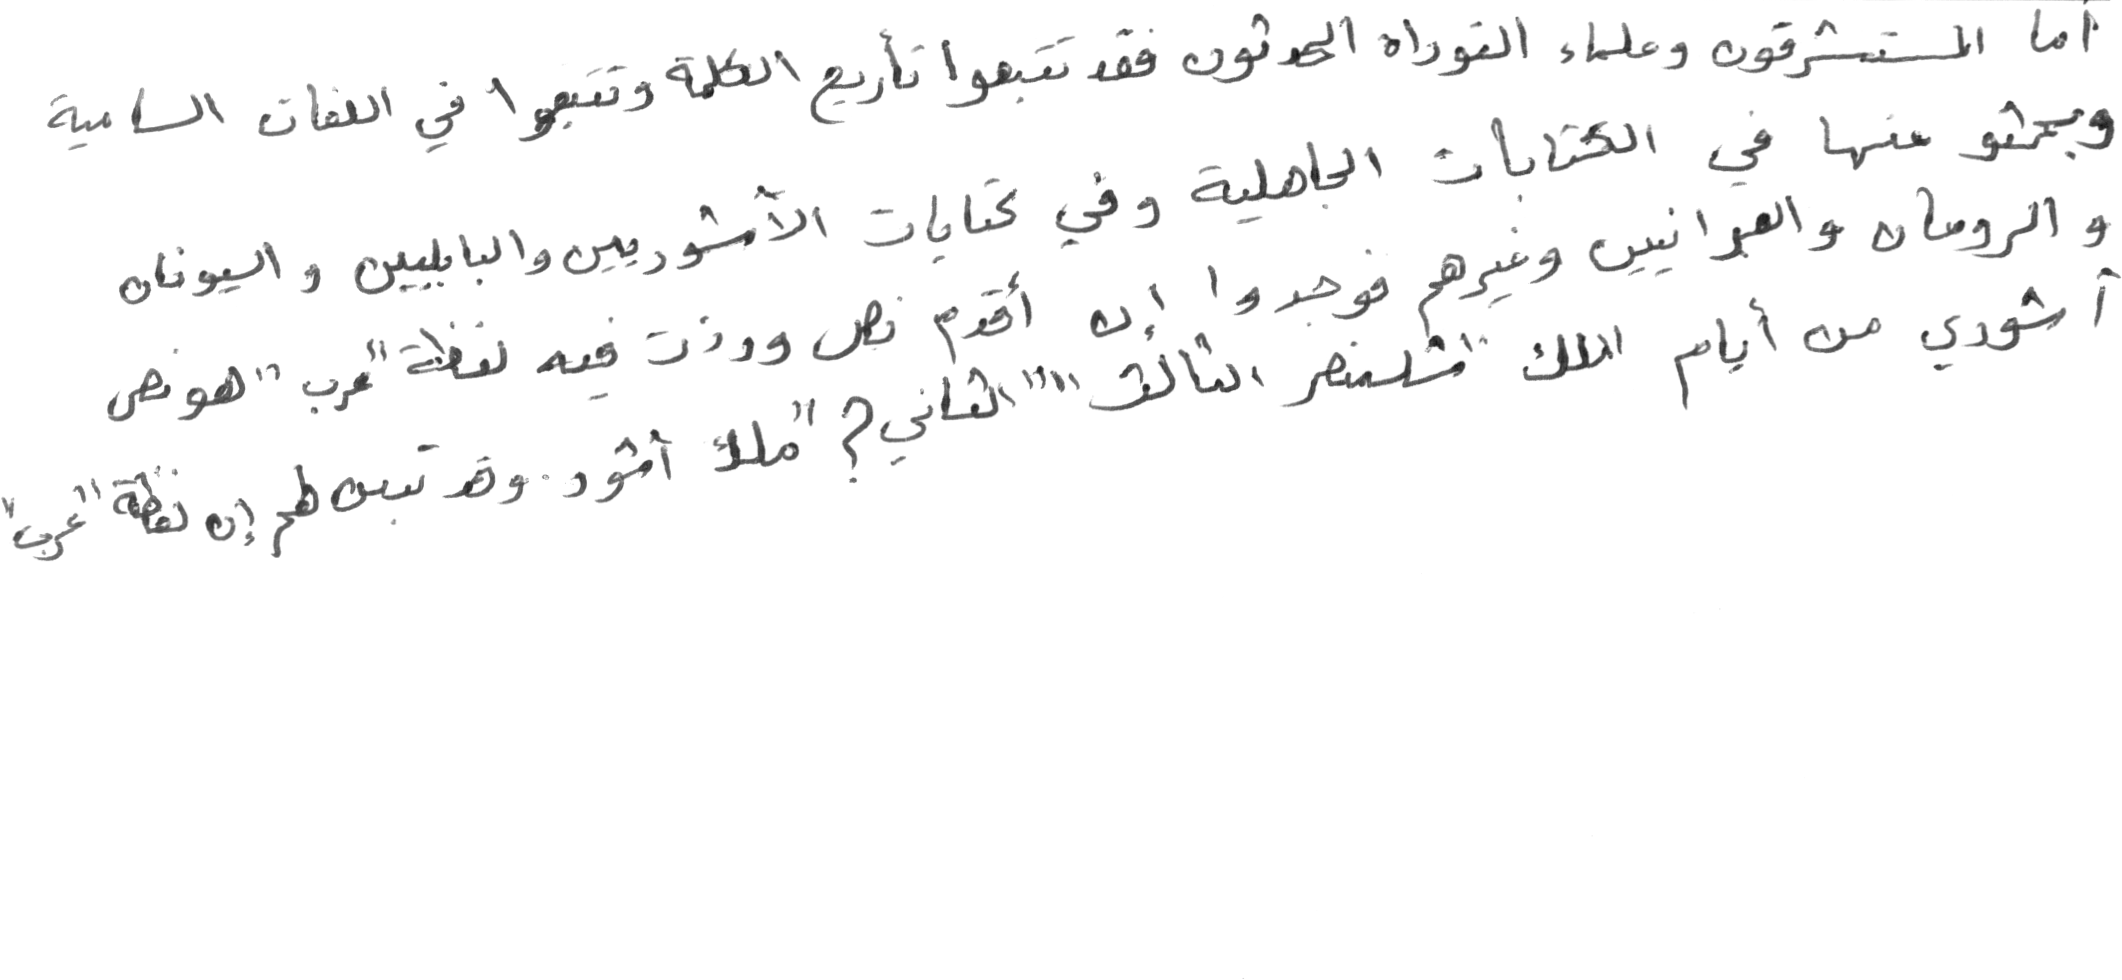 أما المستشرقون وعلماء التوراة المحدثون فقد تتبعوا تأريخ الكلمة وتتبعوا في اللغات السامية
وبحثو عنها في الكتابات الجاهلية وفي كتابات الآشوريين والبابليين واليونان
والرومان والعبرانيين وغيرهم فوجدوا إن أقدم نص ووردت فيه لفظة "عرب" هو نص
آشوري من أيام الملك "شلمنصر الثالث" "الثاني؟" ملك آشور. وقد تبين لهم إن لفظة "عرب"